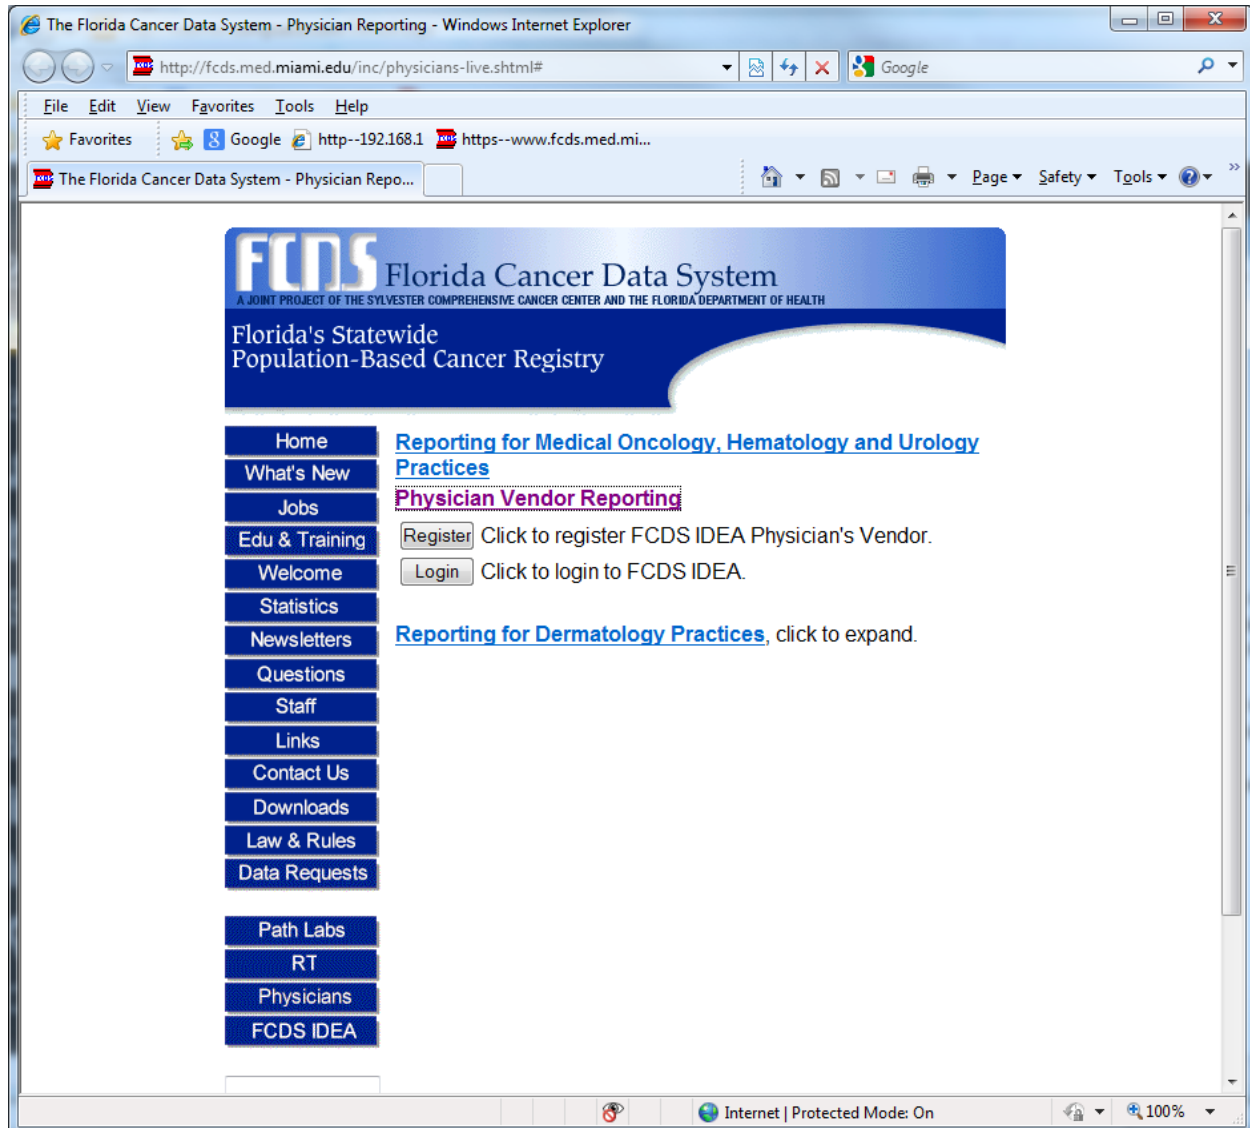 The Florida Cancer Data System - Physician Reporting - Windows Internet Explorer
http://fcds.med.miami.edu/inc/physicians-live.shtml#
Google
File Edit View Favorites Tools Help
Favorites Google http--192.168.1 https--www.fcds.med.mi...
The Florida Cancer Data System - Physician Repo...
Page Safety Tools
FCDS Florida Cancer Data System
A JOINT PROJECT OF THE SYLVESTER COMPREHENSIVE CANCER CENTER AND THE FLORIDA DEPARTMENT OF HEALTH
Florida's Statewide
Population-Based Cancer Registry
Home
What's New
Jobs
Edu & Training
Welcome
Statistics
Newsletters
Questions
Staff
Links
Contact Us
Downloads
Law & Rules
Data Requests
Path Labs
RT
Physicians
FCDS IDEA
Reporting for Medical Oncology, Hematology and Urology
Practices
Physician Vendor Reporting
Register Click to register FCDS IDEA Physician's Vendor.
Login Click to login to FCDS IDEA.
Reporting for Dermatology Practices, click to expand.
Internet | Protected Mode: On
100%